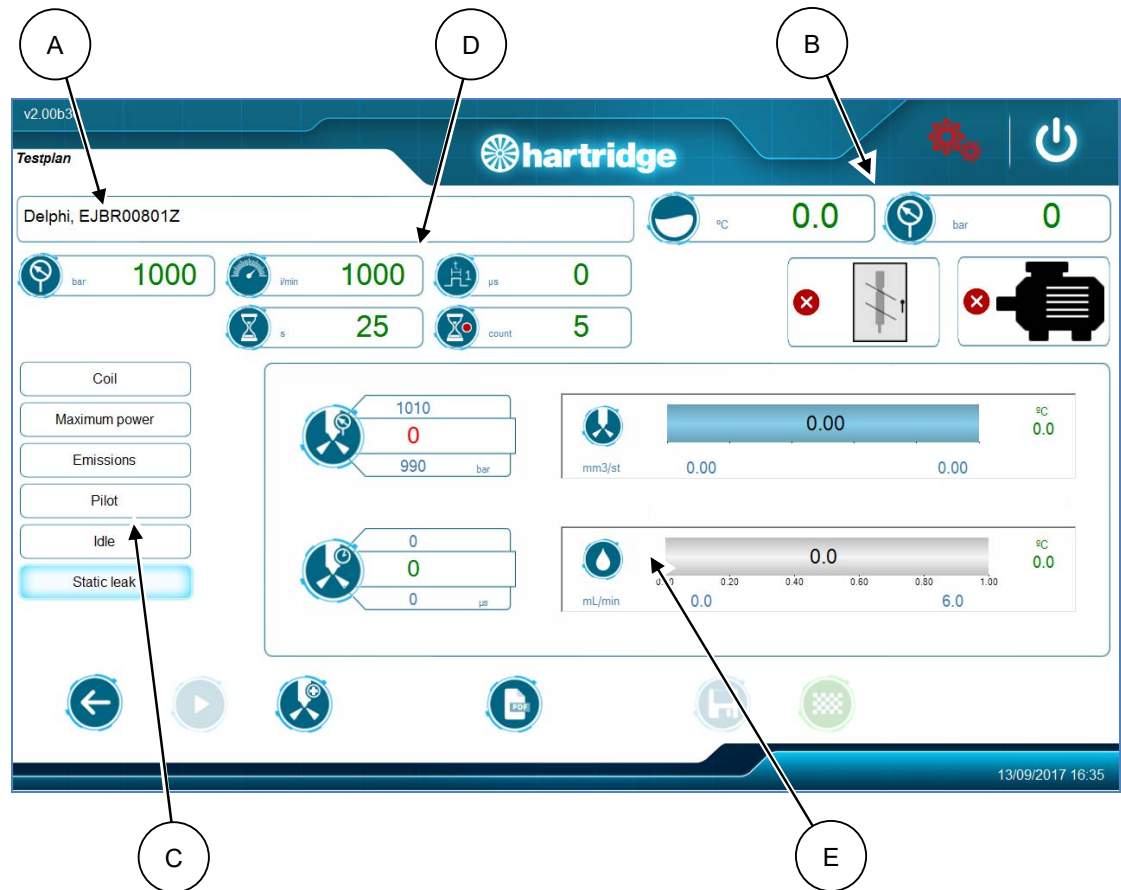 A
D
B
v2.00b3
Testplan
hartridge
Delphi, EJBR00801Z
ºC 0.0
bar 0
bar 1000
i/min 1000
t 1 µs 0
s 25
count 5
Coil
Maximum power
Emissions
Pilot
Idle
Static leak
1010
0
990 bar
0.00
ºC
0.0
mm3/st 0.00 0.00
0
0
0 µs
0.0
0.20 0.40 0.60 0.80 1.00
ºC
0.0
mL/min 0.0 6.0
PDF
13/09/2017 16:35
C
E